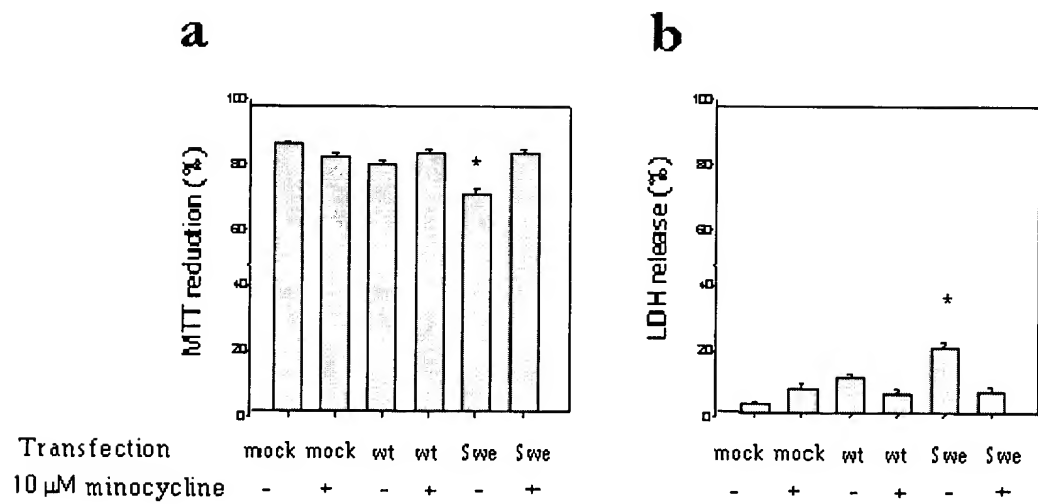 a
b
MTT reduction (%)
100
80
60
40
20
0
*
LDH release (%)
100
80
60
40
20
0
*
Transfection mock mock wt wt Swe Swe mock mock wt wt Swe Swe
10 µM minocycline - + - + - + - + - + - +